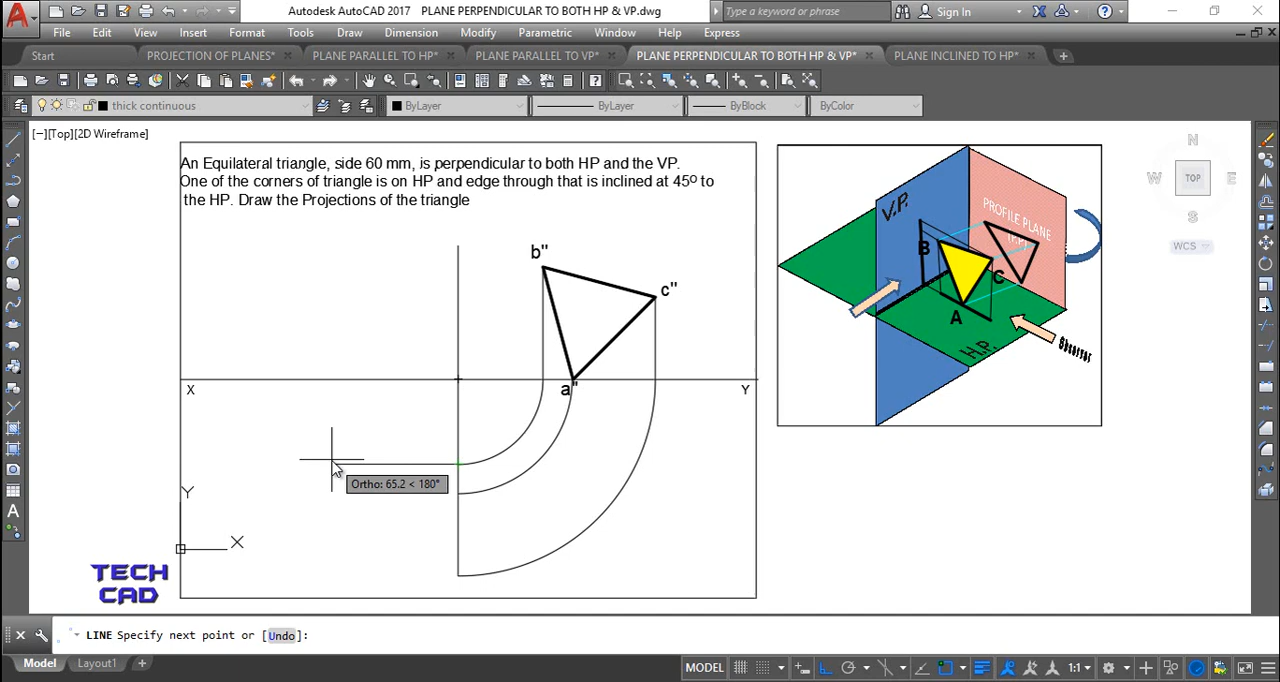 Autodesk AutoCAD 2017 PLANE PERPENDICULAR TO BOTH HP & VP.dwg
Type a keyword or phrase
Sign In
File Edit View Insert Format Tools Draw Dimension Modify Parametric Window Help Express
Start PROJECTION OF PLANES* PLANE PARALLEL TO HP* PLANE PARALLEL TO VP* PLANE PERPENDICULAR TO BOTH HP & VP* PLANE INCLINED TO HP*
thick continuous ByLayer ByLayer ByBlock ByColor
[−][Top][2D Wireframe]
An Equilateral triangle, side 60 mm, is perpendicular to both HP and the VP.
One of the corners of triangle is on HP and edge through that is inclined at 45O to
the HP. Draw the Projections of the triangle
b"
c"
a"
X
Y
Ortho: 65.2 < 180°
Y
X
TECH
CAD
V.P.
PROFILE PLANE
(P.P)
B
C
A
H.P.
Observer
N
W TOP E
S
WCS
LINE Specify next point or [Undo]:
Model Layout1
MODEL 1:1